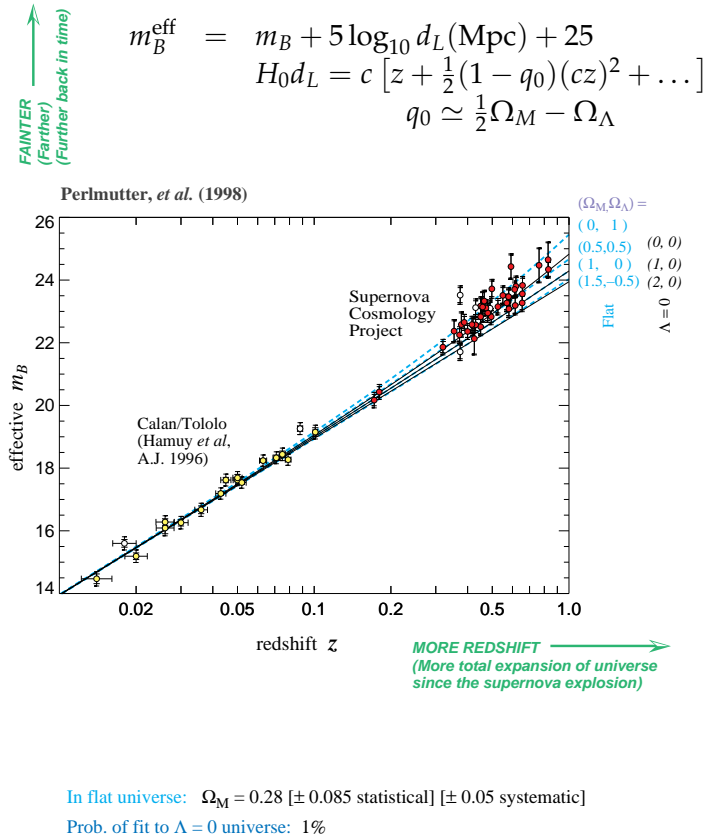 m_B^eff = m_B + 5 log₁₀ d_L(Mpc) + 25
H₀d_L = c [z + ½(1 − q₀)(cz)² + …]
q₀ ≃ ½Ω_M − Ω_Λ
FAINTER
(Farther)
(Further back in time)
Perlmutter, et al. (1998)
(Ω_M,Ω_Λ) =
( 0, 1 )
(0.5,0.5) (0, 0)
( 1, 0 ) (1, 0)
(1.5,–0.5) (2, 0)
Flat
Λ = 0
26
24
22
20
18
16
14
effective m_B
Supernova
Cosmology
Project
Calan/Tololo
(Hamuy et al,
A.J. 1996)
0.02 0.05 0.1 0.2 0.5 1.0
redshift z
MORE REDSHIFT
(More total expansion of universe
since the supernova explosion)
In flat universe: Ω_M = 0.28 [± 0.085 statistical] [± 0.05 systematic]
Prob. of fit to Λ = 0 universe: 1%